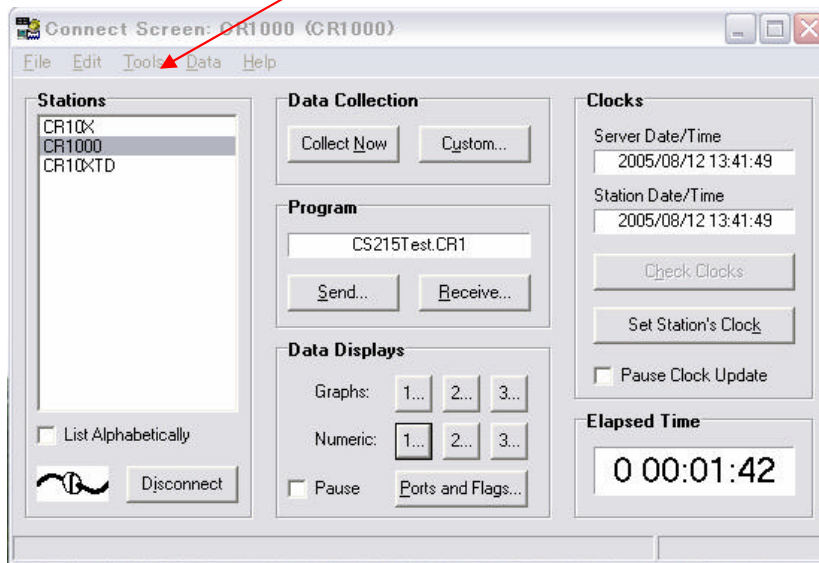 Connect Screen: CR1000 (CR1000)
File Edit Tools Data Help
Stations
CR10X
CR1000
CR10XTD
List Alphabetically
Disconnect
Data Collection
Collect Now
Custom...
Program
CS215Test.CR1
Send...
Receive...
Data Displays
Graphs: 1... 2... 3...
Numeric: 1... 2... 3...
Pause
Ports and Flags...
Clocks
Server Date/Time
2005/08/12 13:41:49
Station Date/Time
2005/08/12 13:41:49
Check Clocks
Set Station's Clock
Pause Clock Update
Elapsed Time
0 00:01:42